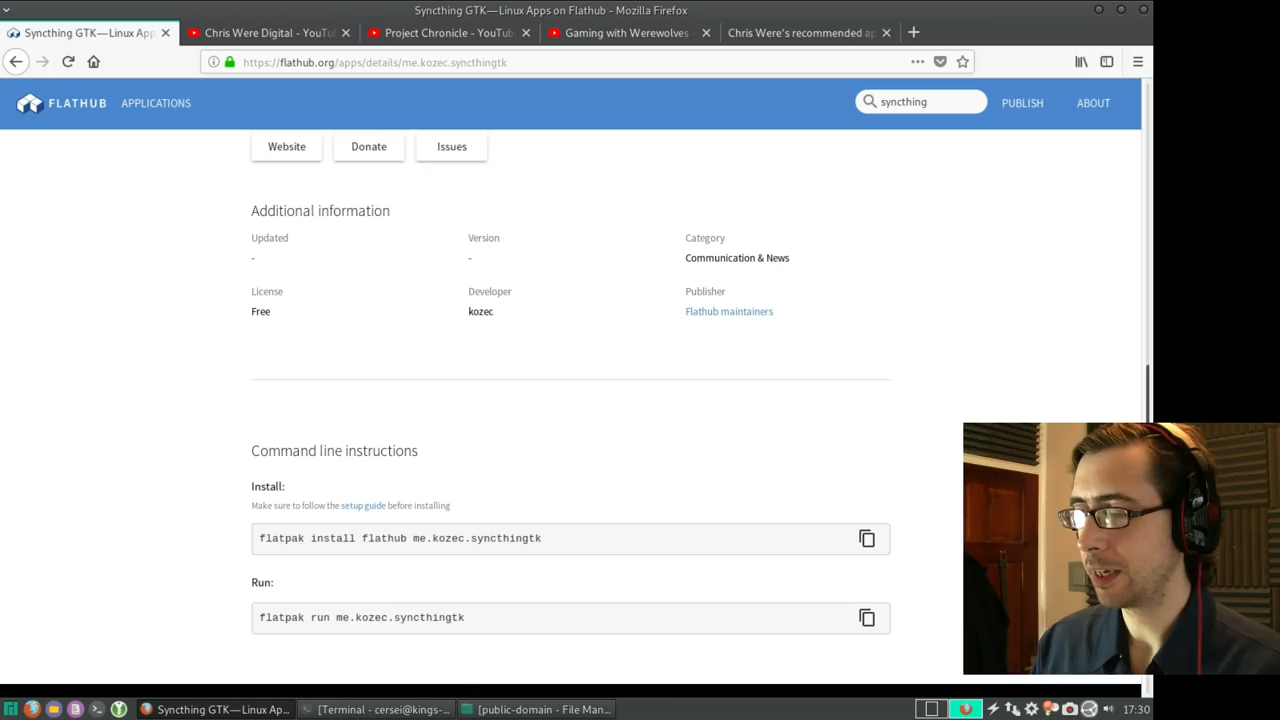 Syncthing GTK—Linux Apps on Flathub - Mozilla Firefox
Syncthing GTK—Linux App
Chris Were Digital - YouTu
Project Chronicle - YouTub
Gaming with Werewolves -
Chris Were's recommended ap
https://flathub.org/apps/details/me.kozec.syncthingtk
FLATHUB
APPLICATIONS
syncthing
PUBLISH
ABOUT
Website
Donate
Issues
Additional information
Updated
Version
Category
-
-
Communication & News
License
Developer
Publisher
Free
kozec
Flathub maintainers
Command line instructions
Install:
Make sure to follow the setup guide before installing
flatpak install flathub me.kozec.syncthingtk
Run:
flatpak run me.kozec.syncthingtk
Syncthing GTK—Linux Ap...
[Terminal - cersei@kings-...
[public-domain - File Man...
17:30